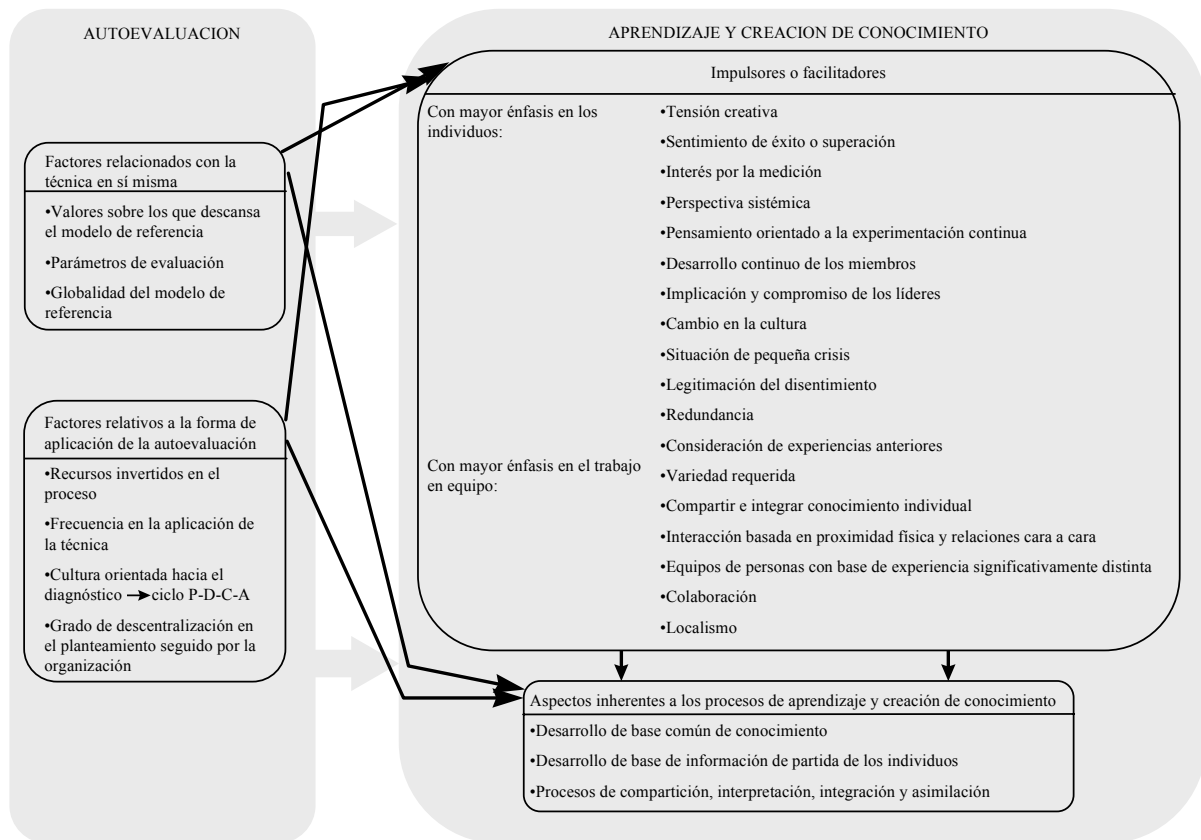 AUTOEVALUACION
Factores relacionados con la
técnica en sí misma
•Valores sobre los que descansa
el modelo de referencia
•Parámetros de evaluación
•Globalidad del modelo de
referencia
Factores relativos a la forma de
aplicación de la autoevaluación
•Recursos invertidos en el
proceso
•Frecuencia en la aplicación de
la técnica
•Cultura orientada hacia el
diagnóstico → ciclo P-D-C-A
•Grado de descentralización en
el planteamiento seguido por la
organización
APRENDIZAJE Y CREACION DE CONOCIMIENTO
Impulsores o facilitadores
Con mayor énfasis en los
individuos:
•Tensión creativa
•Sentimiento de éxito o superación
•Interés por la medición
•Perspectiva sistémica
•Pensamiento orientado a la experimentación continua
•Desarrollo continuo de los miembros
•Implicación y compromiso de los líderes
•Cambio en la cultura
•Situación de pequeña crisis
•Legitimación del disentimiento
•Redundancia
•Consideración de experiencias anteriores
Con mayor énfasis en el trabajo
en equipo:
•Variedad requerida
•Compartir e integrar conocimiento individual
•Interacción basada en proximidad física y relaciones cara a cara
•Equipos de personas con base de experiencia significativamente distinta
•Colaboración
•Localismo
Aspectos inherentes a los procesos de aprendizaje y creación de conocimiento
•Desarrollo de base común de conocimiento
•Desarrollo de base de información de partida de los individuos
•Procesos de compartición, interpretación, integración y asimilación